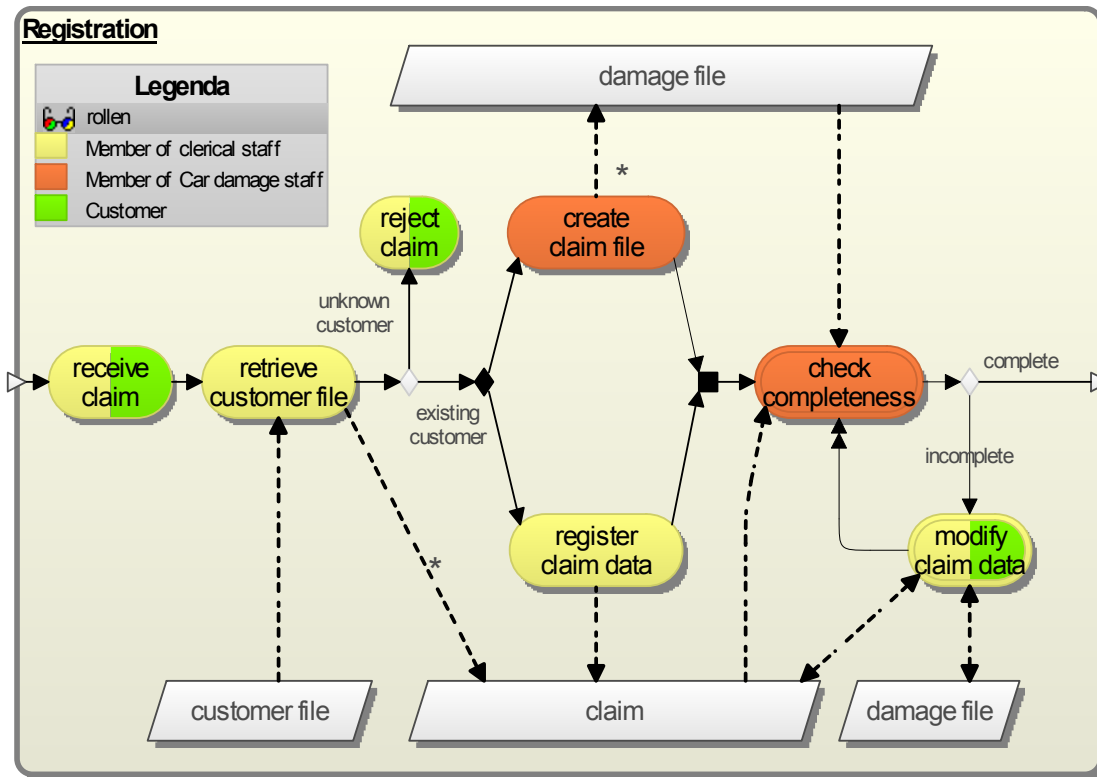 Registration
Legenda
rollen
Member of clerical staff
Member of Car damage staff
Customer
damage file
*
reject
claim
create
claim file
unknown
customer
receive
claim
retrieve
customer file
existing
customer
check
completeness
complete
incomplete
register
claim data
modify
claim data
*
customer file
claim
damage file